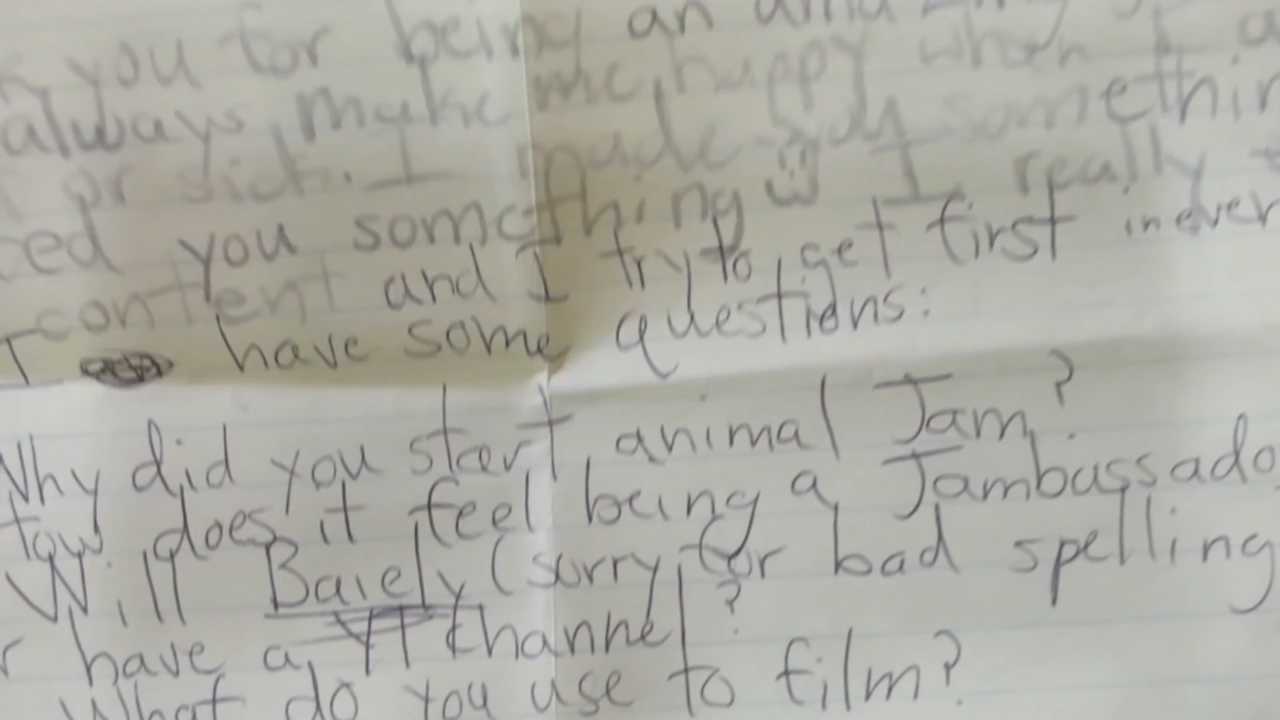 you for being an
always make me happy when I a
or sick. I made you somethin
ed you something I really
content and I try to get first in ever
I have some questions:
Why did you start animal Jam?
How does it feel being a Jambassado
Will Baiely (sorry for bad spelling
r have a YT channel?
What do you use to film?